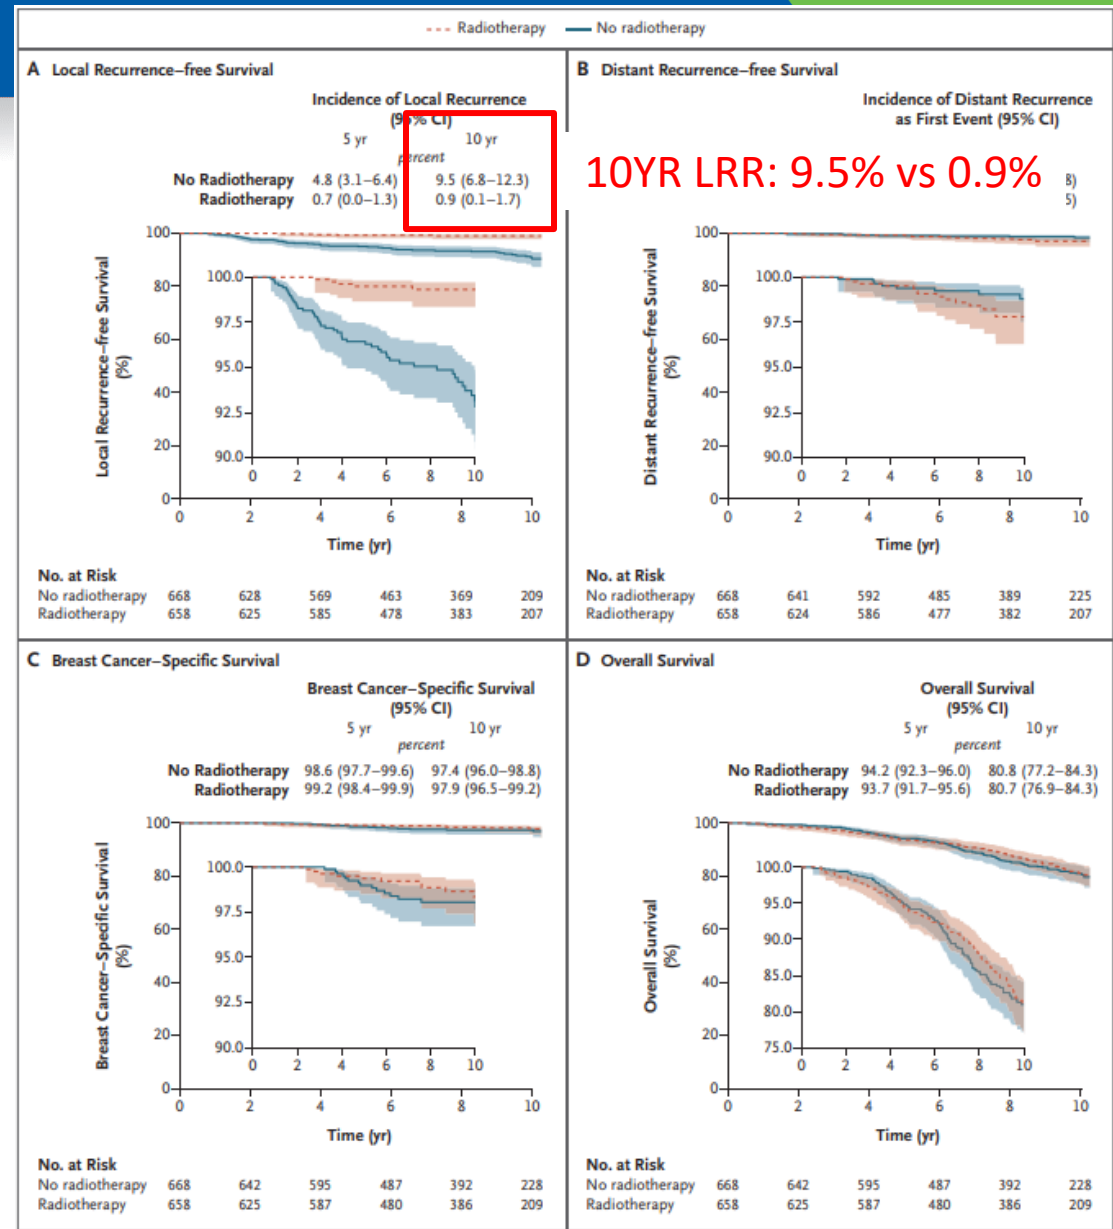 Radiotherapy No radiotherapy
A Local Recurrence–free Survival
Incidence of Local Recurrence
(95% CI)
5 yr 10 yr
percent
No Radiotherapy 4.8 (3.1–6.4) 9.5 (6.8–12.3)
Radiotherapy 0.7 (0.0–1.3) 0.9 (0.1–1.7)
Local Recurrence–free Survival
(%)
100
80
60
40
20
0
100.0
97.5
95.0
92.5
90.0
0 2 4 6 8 10
0 2 4 6 8 10
Time (yr)
No. at Risk
No radiotherapy 668 628 569 463 369 209
Radiotherapy 658 625 585 478 383 207
B Distant Recurrence–free Survival
Incidence of Distant Recurrence
as First Event (95% CI)
10YR LRR: 9.5% vs 0.9%
8)
5)
Distant Recurrence–free Survival
(%)
100
80
60
40
20
0
100.0
97.5
95.0
92.5
90.0
0 2 4 6 8 10
0 2 4 6 8 10
Time (yr)
No. at Risk
No radiotherapy 668 641 592 485 389 225
Radiotherapy 658 624 586 477 382 207
C Breast Cancer–Specific Survival
Breast Cancer–Specific Survival
(95% CI)
5 yr 10 yr
percent
No Radiotherapy 98.6 (97.7–99.6) 97.4 (96.0–98.8)
Radiotherapy 99.2 (98.4–99.9) 97.9 (96.5–99.2)
Breast Cancer–Specific Survival
(%)
100
80
60
40
20
0
100.0
97.5
95.0
92.5
90.0
0 2 4 6 8 10
0 2 4 6 8 10
Time (yr)
No. at Risk
No radiotherapy 668 642 595 487 392 228
Radiotherapy 658 625 587 480 386 209
D Overall Survival
Overall Survival
(95% CI)
5 yr 10 yr
percent
No Radiotherapy 94.2 (92.3–96.0) 80.8 (77.2–84.3)
Radiotherapy 93.7 (91.7–95.6) 80.7 (76.9–84.3)
Overall Survival
(%)
100
80
60
40
20
0
100.0
95.0
90.0
85.0
80.0
75.0
0 2 4 6 8 10
0 2 4 6 8 10
Time (yr)
No. at Risk
No radiotherapy 668 642 595 487 392 228
Radiotherapy 658 625 587 480 386 209